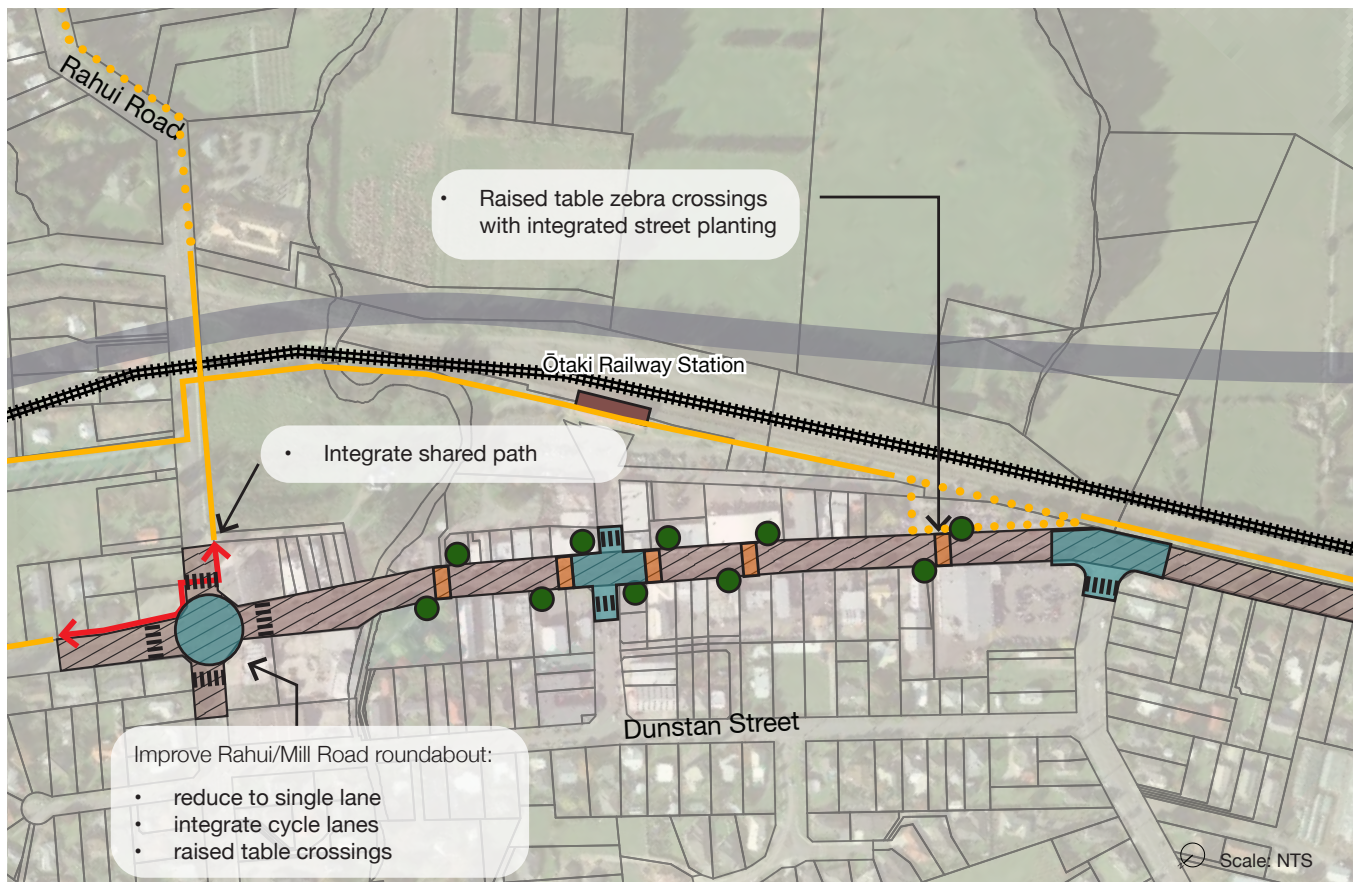 Rahui Road
• Raised table zebra crossings
with integrated street planting
Ōtaki Railway Station
• Integrate shared path
Dunstan Street
Improve Rahui/Mill Road roundabout:
• reduce to single lane
• integrate cycle lanes
• raised table crossings
Scale: NTS